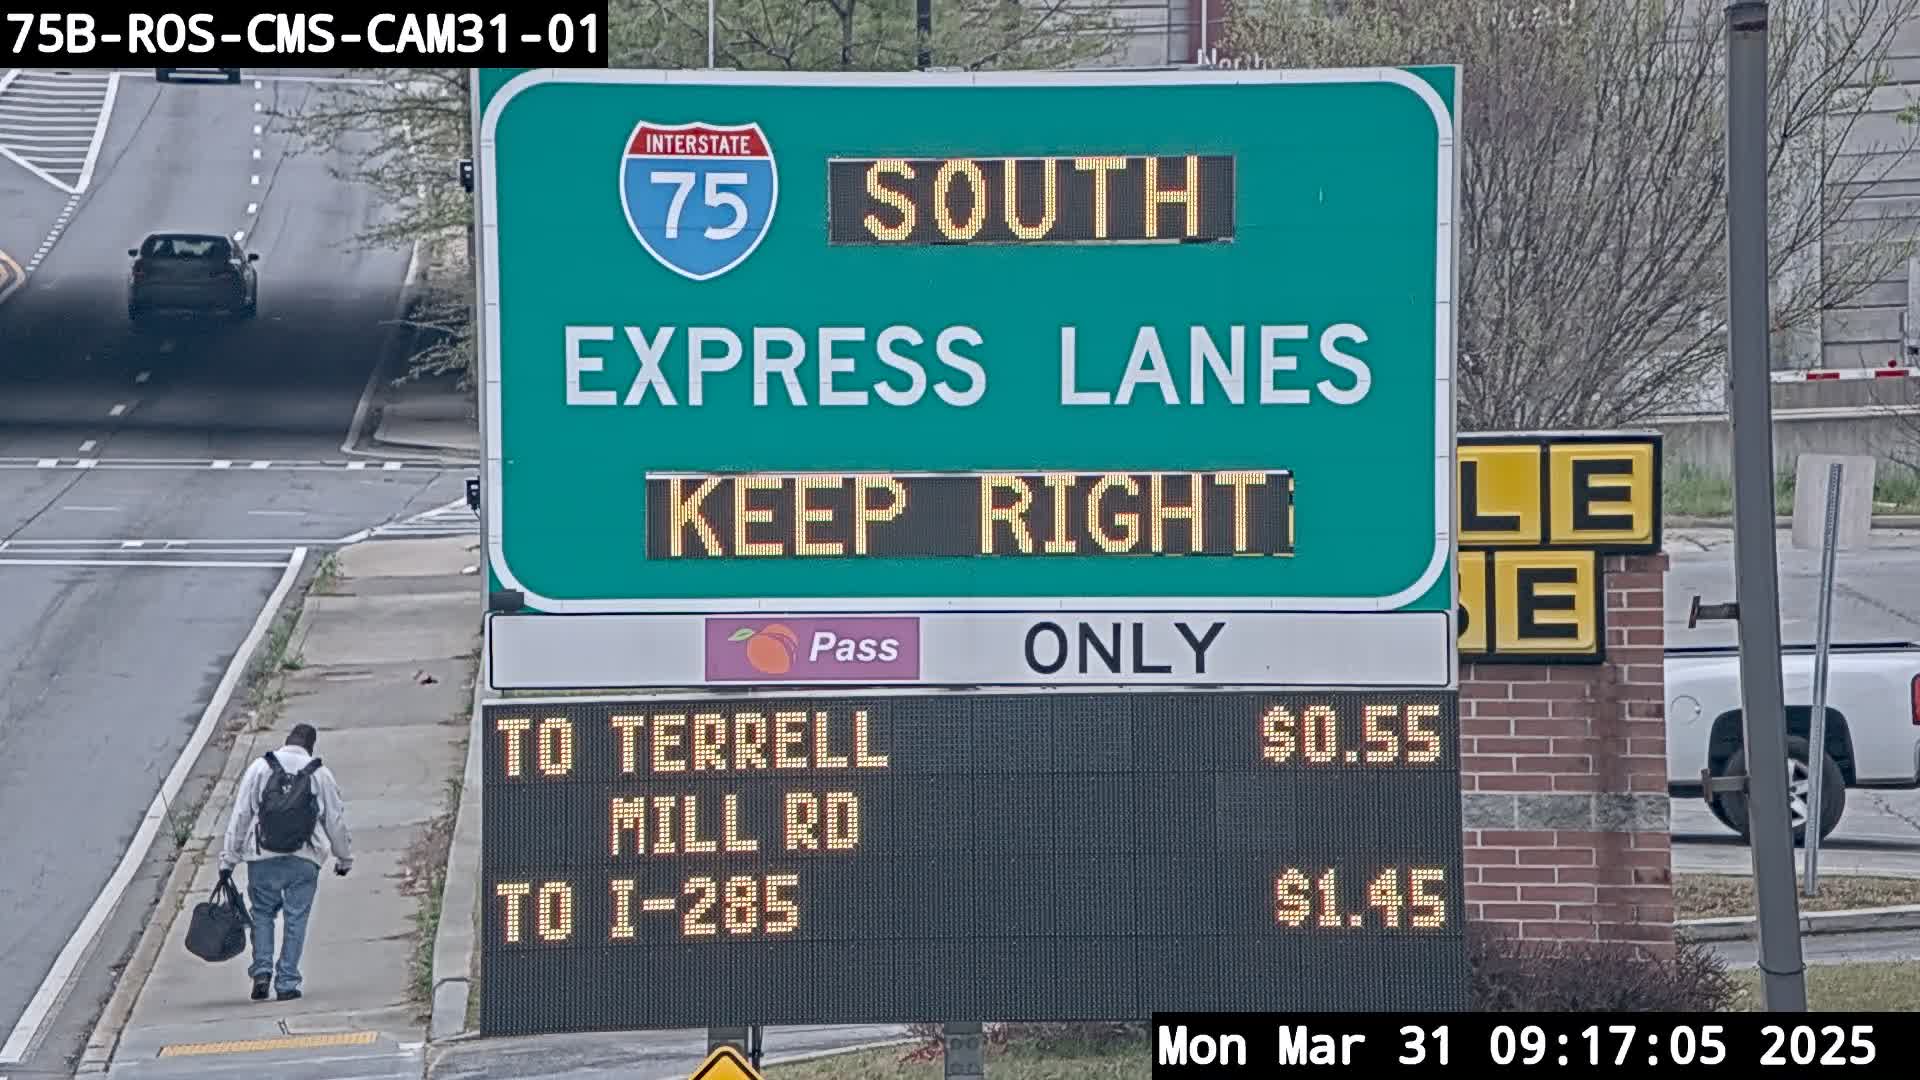 75B-ROS-CMS-CAM31-01
INTERSTATE
75
SOUTH
EXPRESS LANES
KEEP RIGHT
Pass ONLY
TO TERRELL $0.55
MILL RD
TO I-285 $1.45
LE
E
Mon Mar 31 09:17:05 2025